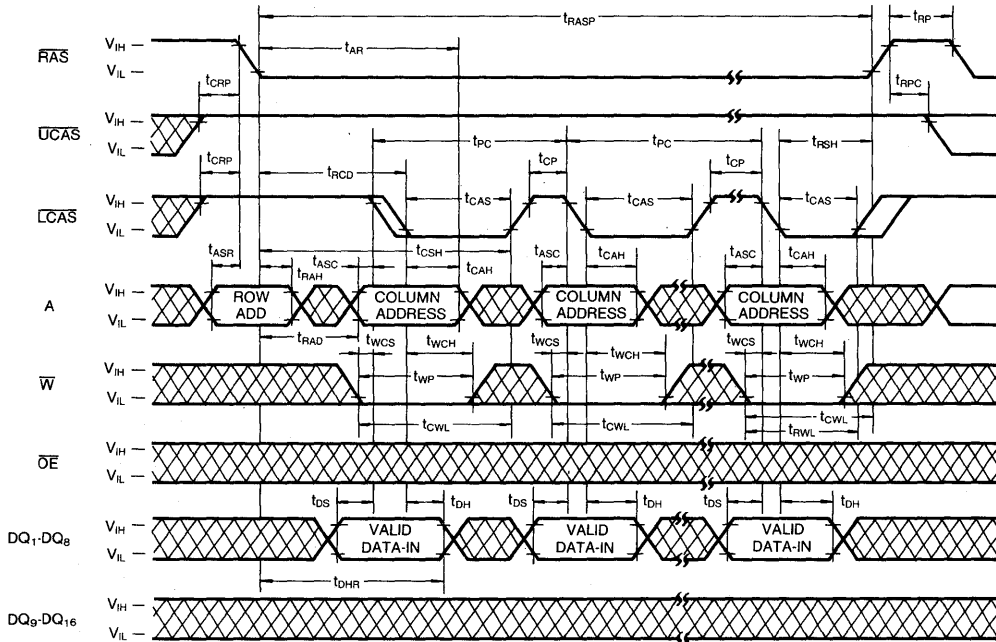 tRASP
tRP
RAS
VIH
VIL
tAR
tCRP
tRPC
UCAS
VIH
VIL
tPC
tPC
tRSH
tCRP
tRCD
tCP
tCP
LCAS
VIH
VIL
tCAS
tCAS
tCAS
tASR
tCSH
tRAH
tASC
tCAH
tASC
tCAH
tASC
tCAH
A
VIH
VIL
ROW
ADD
COLUMN
ADDRESS
COLUMN
ADDRESS
COLUMN
ADDRESS
tRAD
tWCS
tWCH
tWCS
tWCH
tWCS
tWCH
W
VIH
VIL
tWP
tWP
tWP
tCWL
tCWL
tCWL
tRWL
OE
VIH
VIL
tDS
tDH
tDS
tDH
tDS
tDH
DQ1-DQ8
VIH
VIL
VALID
DATA-IN
VALID
DATA-IN
VALID
DATA-IN
tDHR
DQ9-DQ16
VIH
VIL